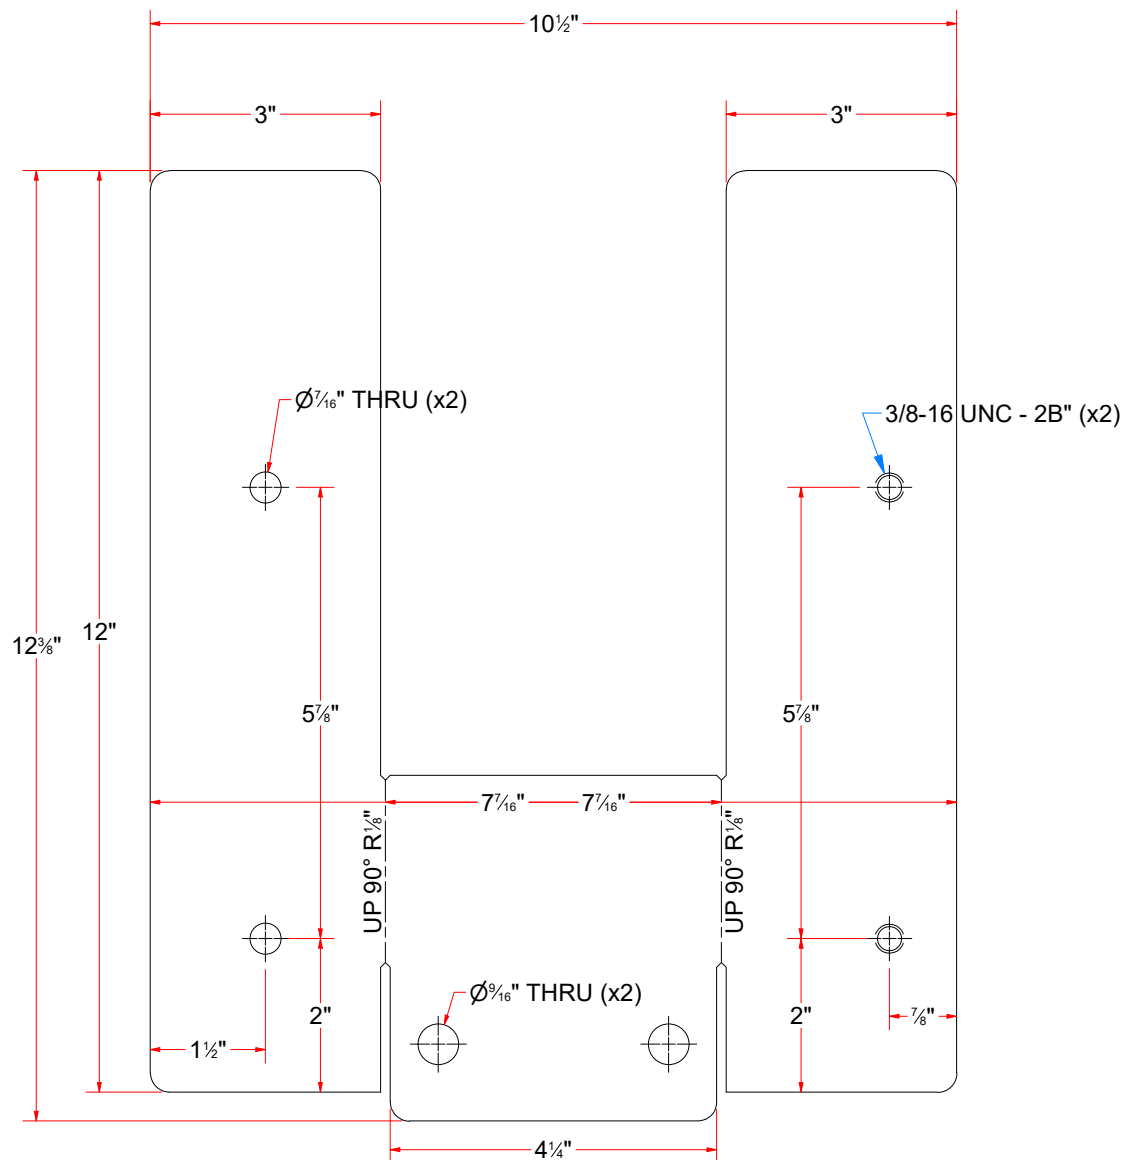 10½"
3"
3"
Ø⁷⁄₁₆" THRU (x2)
3/8-16 UNC - 2B" (x2)
12⅜"
12"
5⅞"
5⅞"
7⁷⁄₁₆"
7⁷⁄₁₆"
UP 90° R⅛"
UP 90° R⅛"
Ø⁹⁄₁₆" THRU (x2)
2"
2"
⅞"
1½"
4¼"